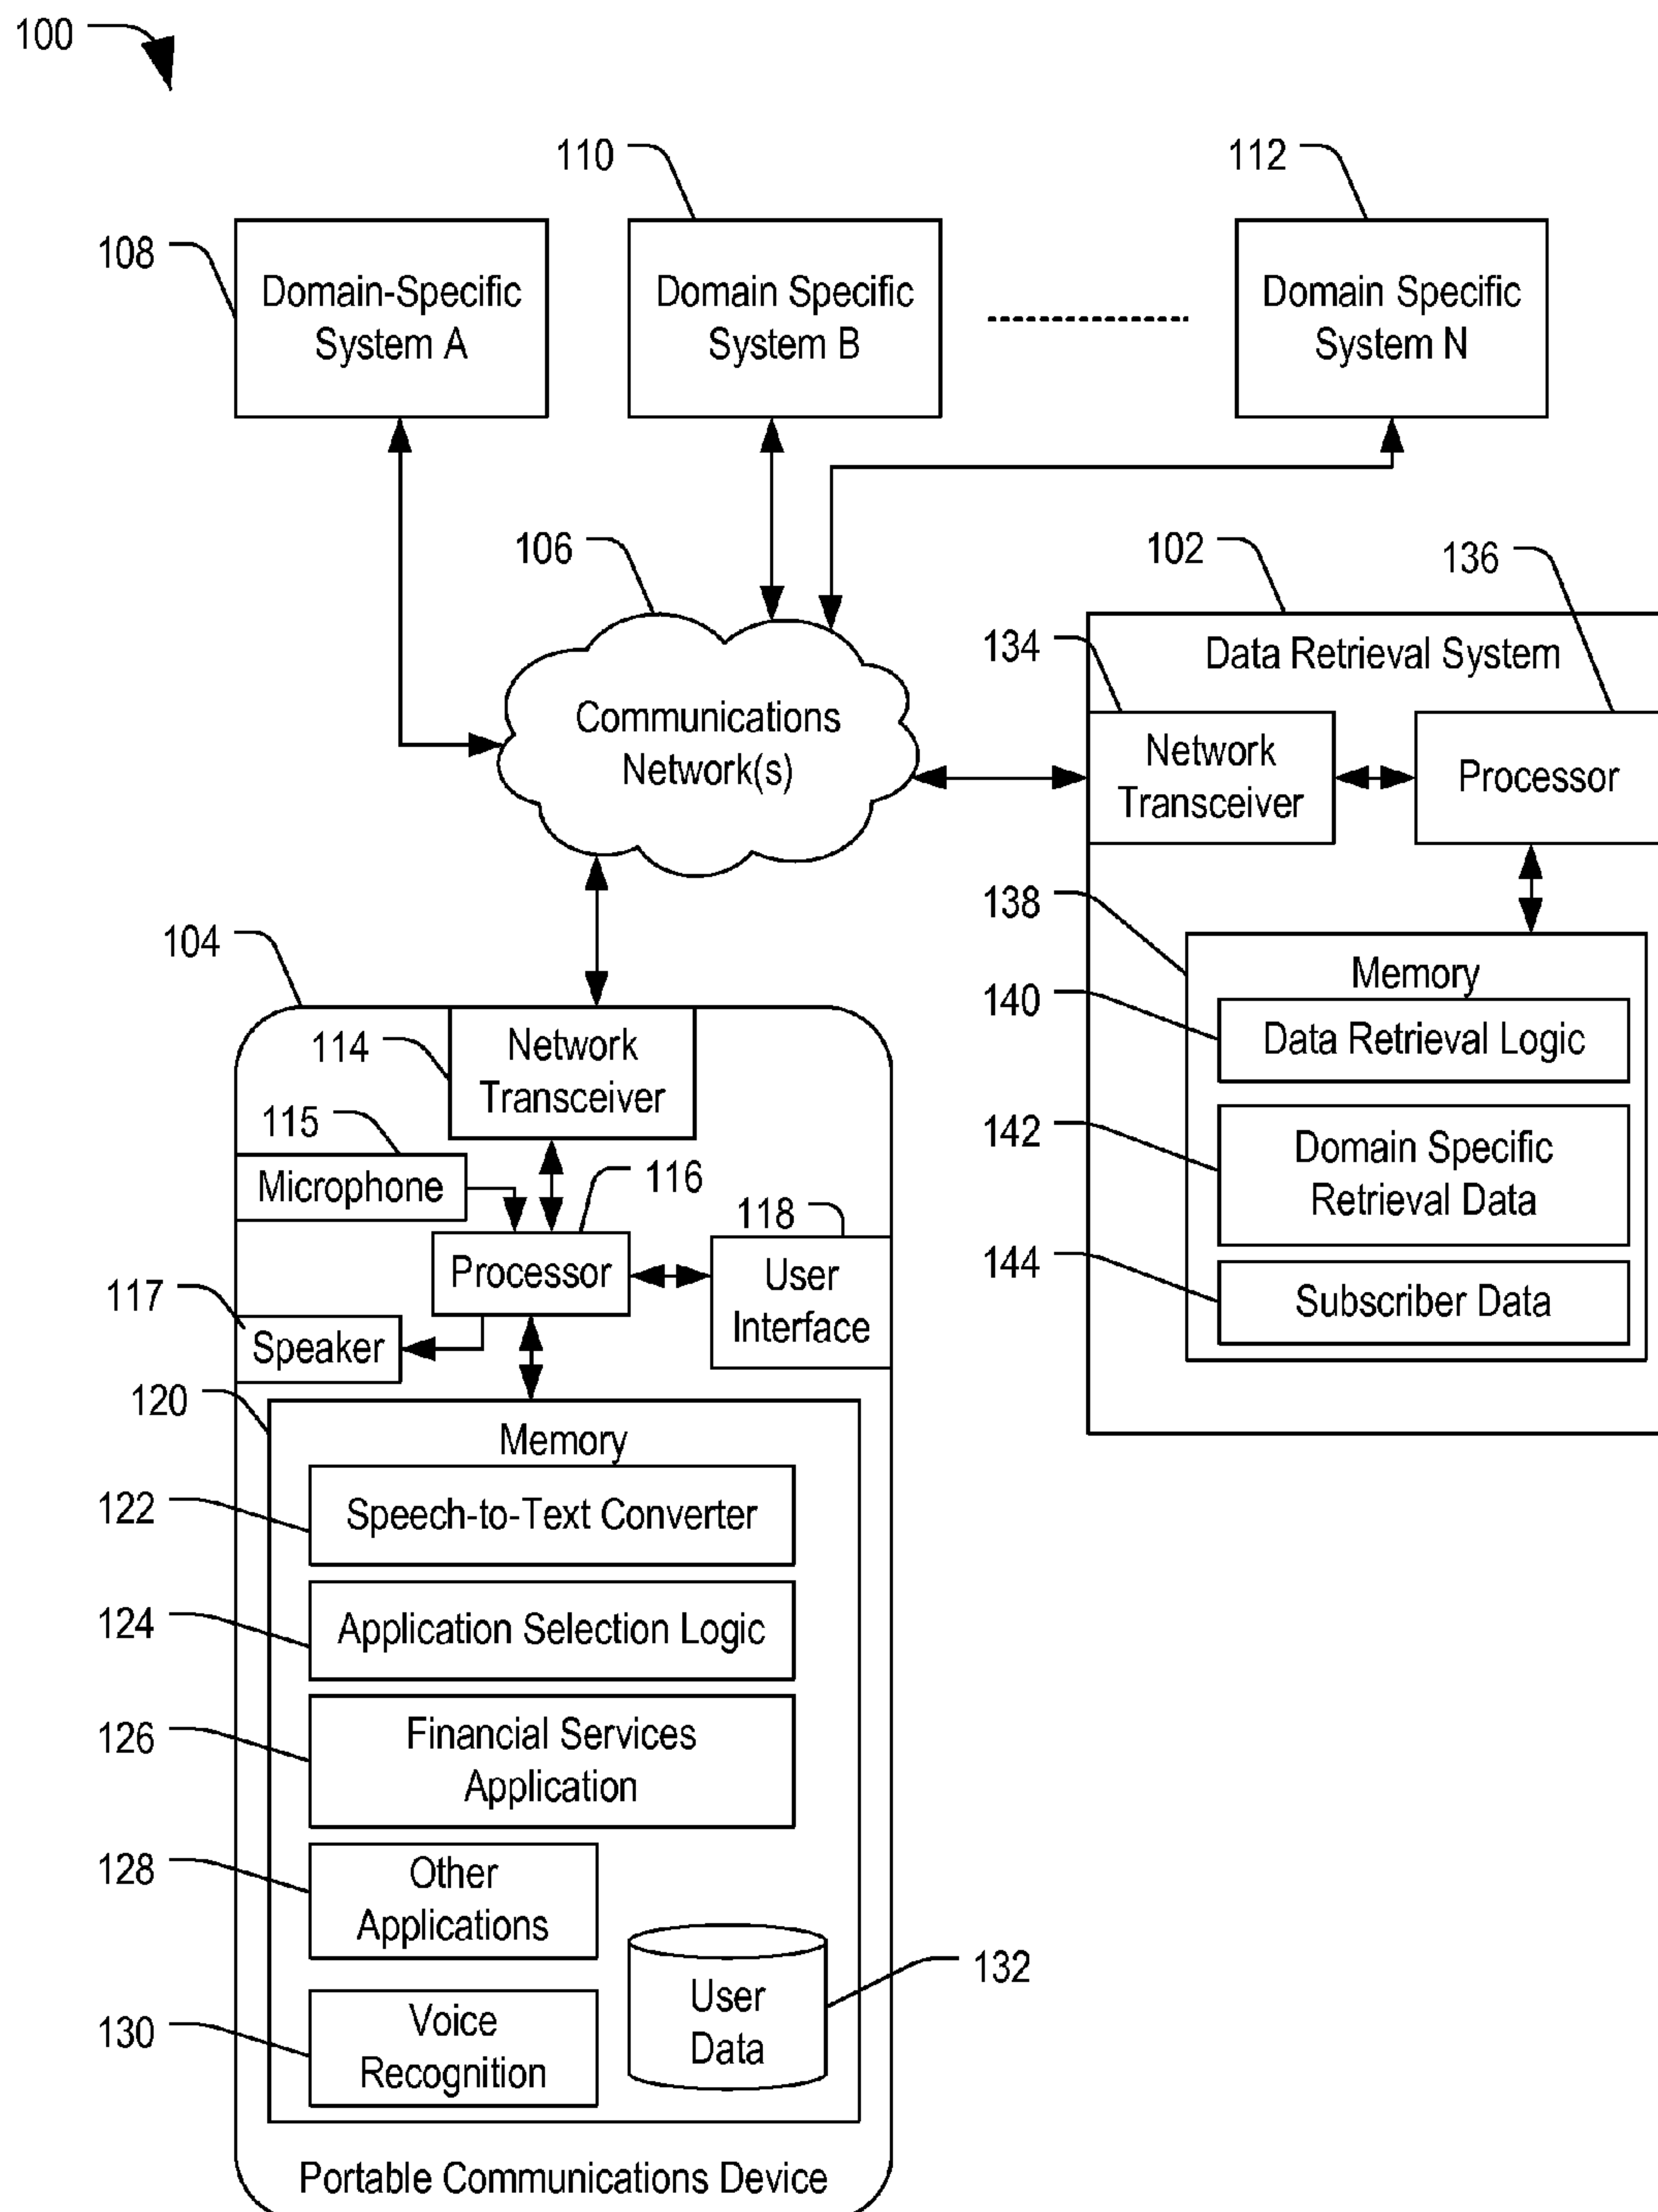 100
110
112
108
Domain-Specific
System A
Domain Specific
System B
Domain Specific
System N
106
102
136
134
Data Retrieval System
Communications
Network(s)
Network
Transceiver
Processor
138
104
Memory
140
Data Retrieval Logic
114
Network
Transceiver
142
Domain Specific
Retrieval Data
115
Microphone
116
118
144
Subscriber Data
Processor
User
Interface
117
Speaker
120
Memory
122
Speech-to-Text Converter
124
Application Selection Logic
126
Financial Services
Application
128
Other
Applications
132
User
Data
130
Voice
Recognition
Portable Communications Device